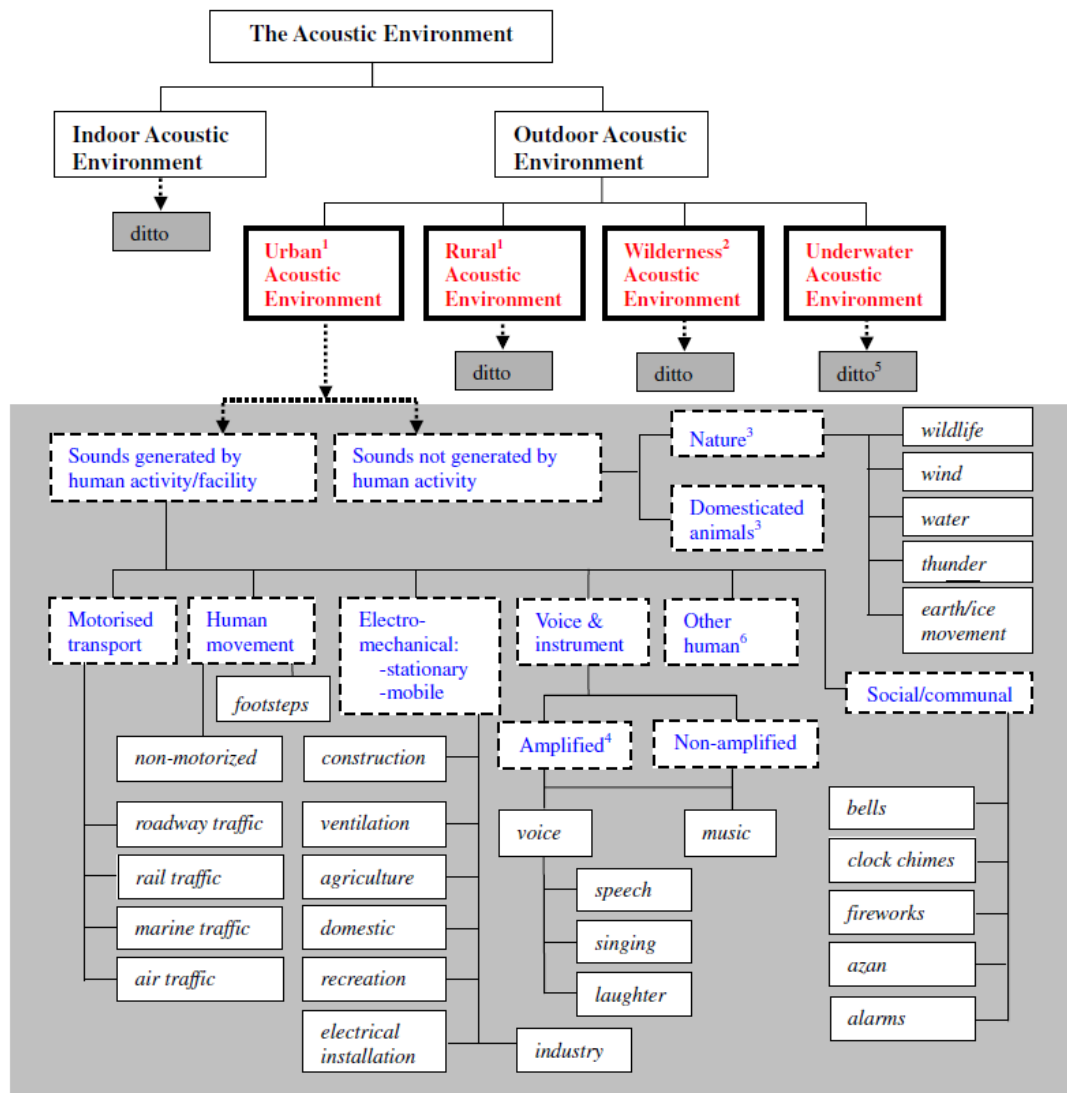 The Acoustic Environment
Indoor Acoustic
Environment
Outdoor Acoustic
Environment
ditto
Urban1
Acoustic
Environment
Rural1
Acoustic
Environment
Wilderness2
Acoustic
Environment
Underwater
Acoustic
Environment
ditto
ditto
ditto5
Sounds generated by
human activity/facility
Sounds not generated by
human activity
Nature3
Domesticated
animals3
wildlife
wind
water
thunder
earth/ice
movement
Motorised
transport
Human
movement
Electro-
mechanical:
-stationary
-mobile
Voice &
instrument
Other
human6
Social/communal
footsteps
non-motorized
roadway traffic
rail traffic
marine traffic
air traffic
construction
ventilation
agriculture
domestic
recreation
electrical
installation
industry
Amplified4
Non-amplified
voice
music
speech
singing
laughter
bells
clock chimes
fireworks
azan
alarms